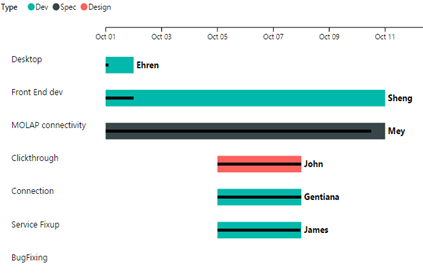 Type Dev Spec Design
Oct 01 Oct 03 Oct 05 Oct 07 Oct 09 Oct 11
Desktop Ehren
Front End dev Sheng
MOLAP connectivity Mey
Clickthrough John
Connection Gentiana
Service Fixup James
BugFixing